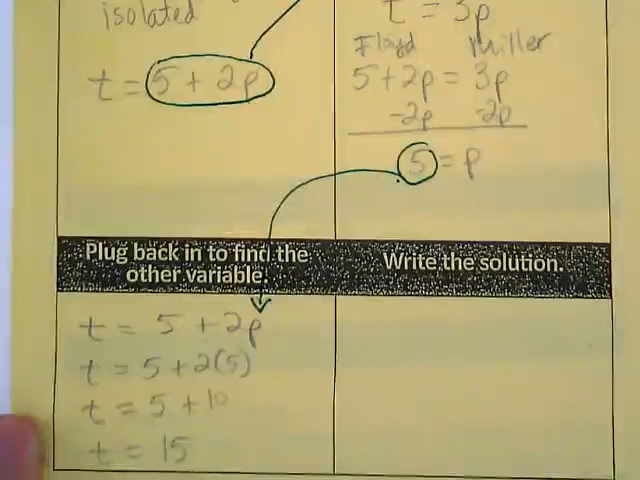 isolated
t = 5 + 2p
t = 3p
Floyd Miller
5+2p = 3p
-2p -2p
5 = p
Plug back in to find the
other variable.
Write the solution.
t = 5 + 2p
t = 5 + 2(5)
t = 5 + 10
t = 15